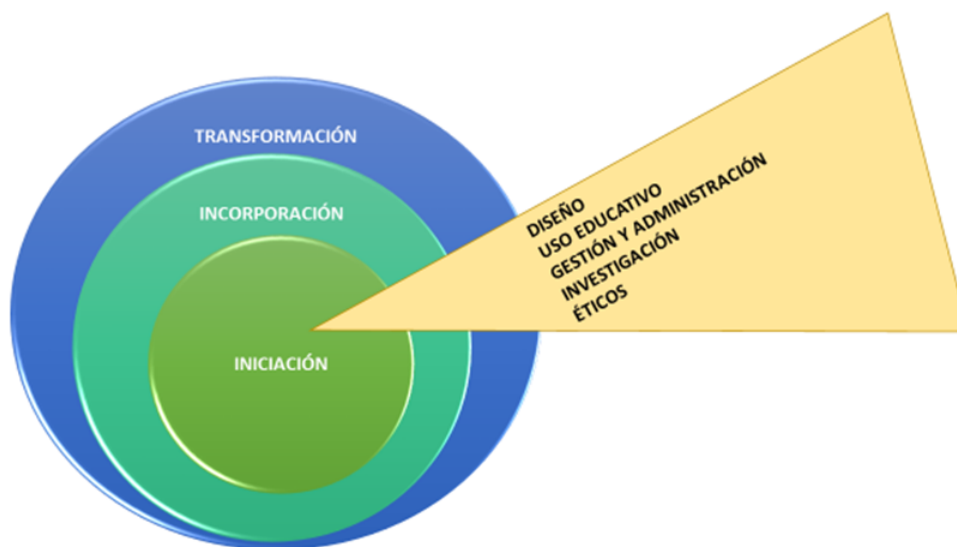 TRANSFORMACIÓN
INCORPORACIÓN
INICIACIÓN
DISEÑO
USO EDUCATIVO
GESTIÓN Y ADMINISTRACIÓN
INVESTIGACIÓN
ÉTICOS